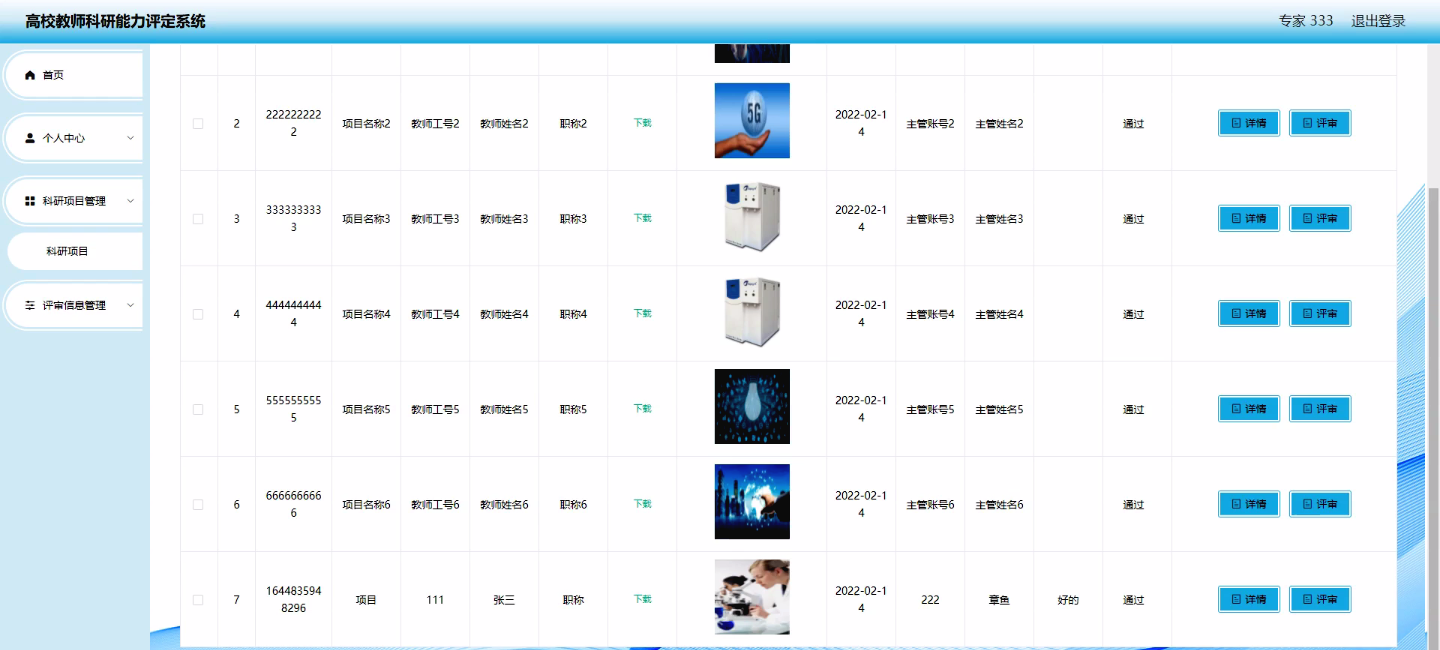 高校教师科研能力评定系统
专家 333 退出登录
首页
个人中心
科研项目管理
科研项目
评审信息管理
2 2222222222 项目名称2 教师工号2 教师姓名2 职称2 下载 5G 2022-02-14 主管账号2 主管姓名2 通过 详情 评审
3 3333333333 项目名称3 教师工号3 教师姓名3 职称3 下载 2022-02-14 主管账号3 主管姓名3 通过 详情 评审
4 4444444444 项目名称4 教师工号4 教师姓名4 职称4 下载 2022-02-14 主管账号4 主管姓名4 通过 详情 评审
5 5555555555 项目名称5 教师工号5 教师姓名5 职称5 下载 2022-02-14 主管账号5 主管姓名5 通过 详情 评审
6 6666666666 项目名称6 教师工号6 教师姓名6 职称6 下载 2022-02-14 主管账号6 主管姓名6 通过 详情 评审
7 1644835948296 项目 111 张三 职称 下载 2022-02-14 222 章鱼 好的 通过 详情 评审